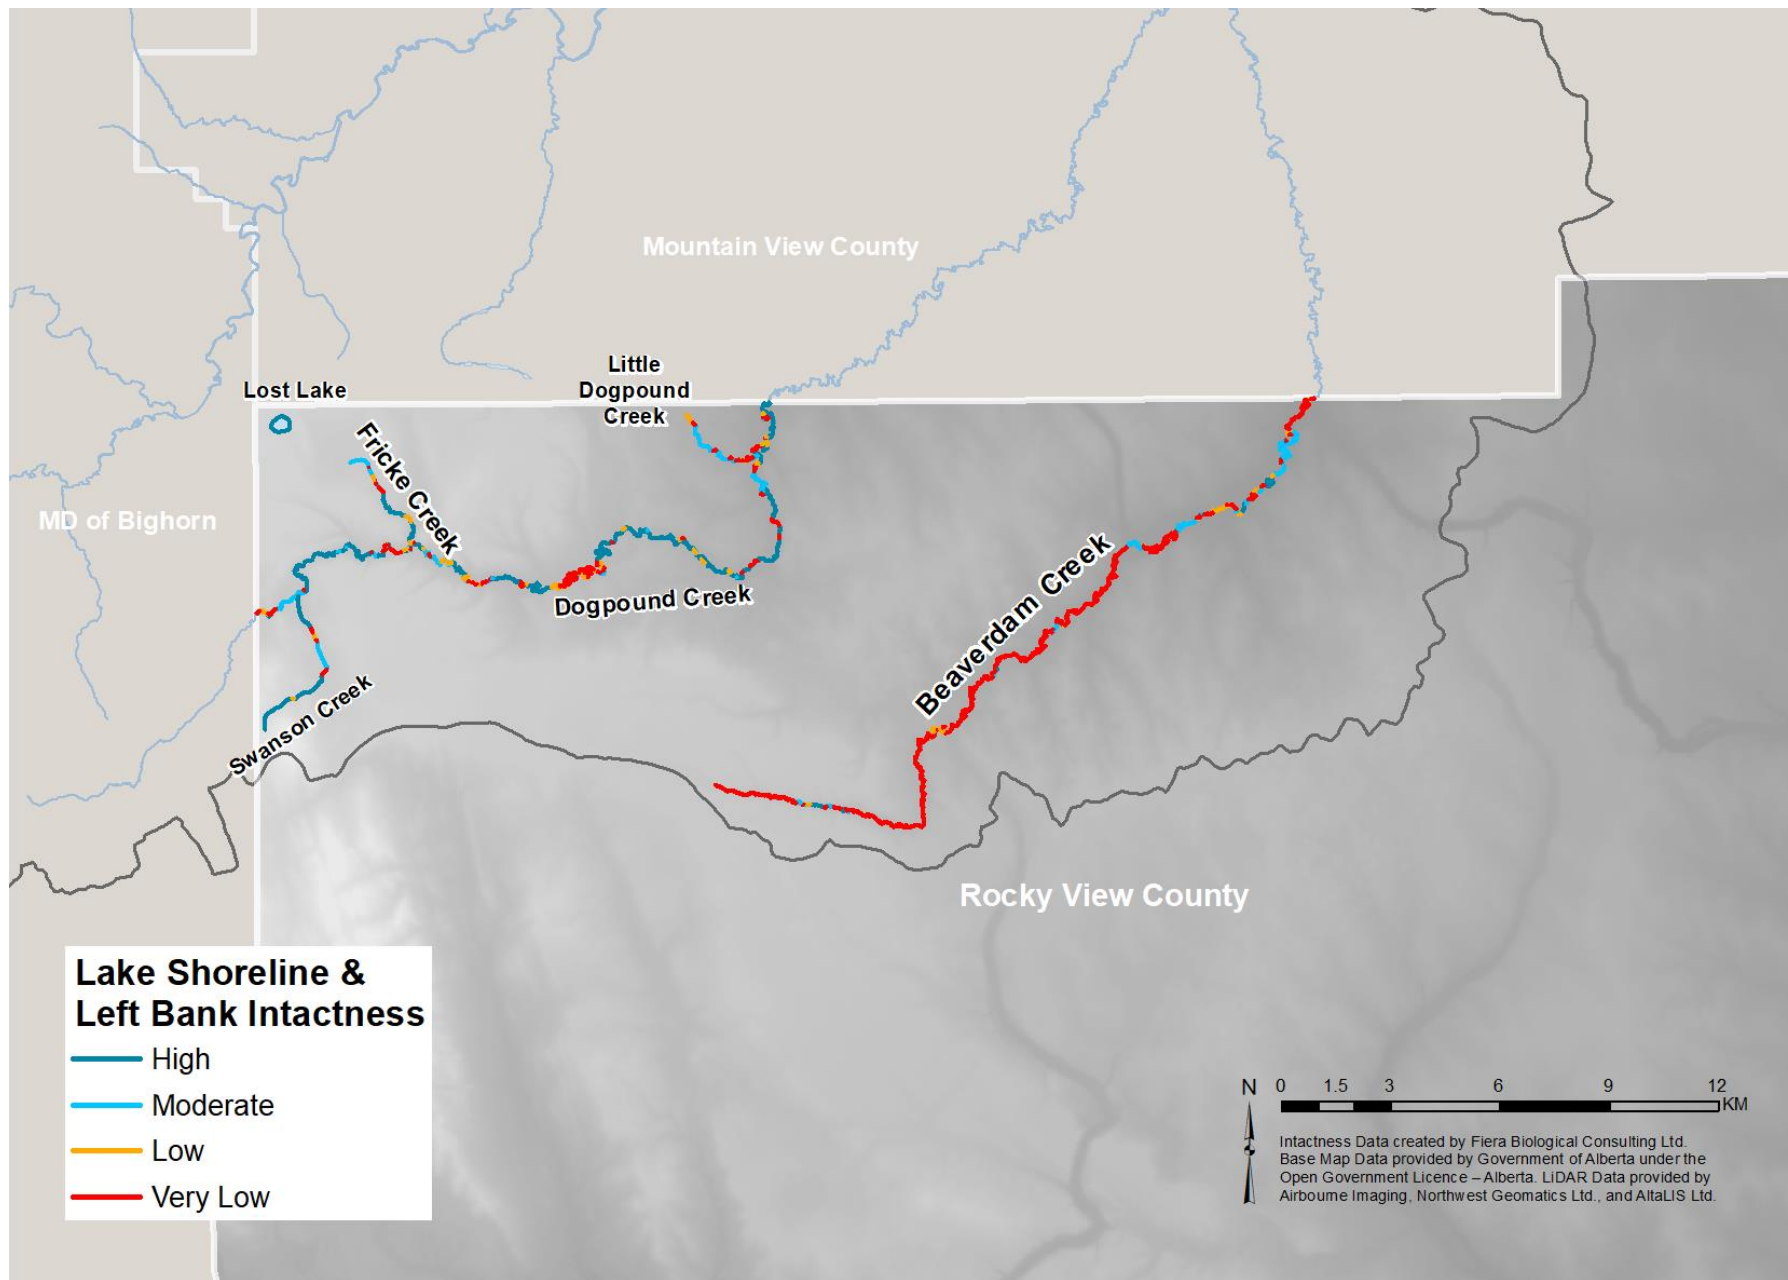 Mountain View County
Little
Dogpound
Creek
Lost Lake
Fricke Creek
MD of Bighorn
Beaverdam Creek
Dogpound Creek
Swanson Creek
Rocky View County
Lake Shoreline &
Left Bank Intactness
High
Moderate
Low
Very Low
N 0 1.5 3 6 9 12
KM
Intactness Data created by Fiera Biological Consulting Ltd.
Base Map Data provided by Government of Alberta under the
Open Government Licence – Alberta. LiDAR Data provided by
Airbourne Imaging, Northwest Geomatics Ltd., and AltaLIS Ltd.